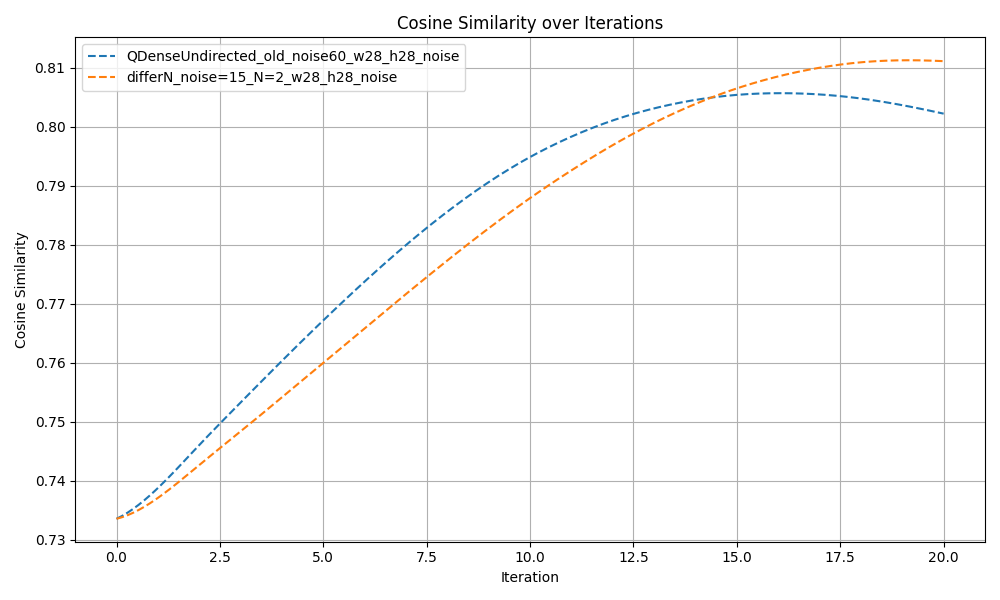 Cosine Similarity over Iterations
QDenseUndirected_old_noise60_w28_h28_noise
differN_noise=15_N=2_w28_h28_noise
Cosine Similarity
0.81
0.80
0.79
0.78
0.77
0.76
0.75
0.74
0.73
0.0 2.5 5.0 7.5 10.0 12.5 15.0 17.5 20.0
Iteration